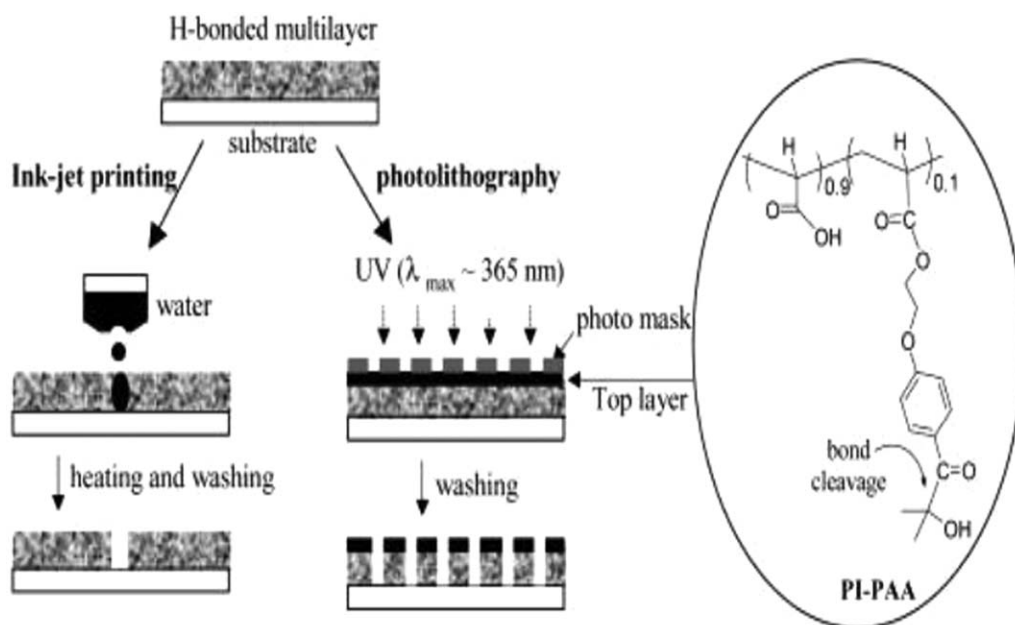 H-bonded multilayer
substrate
Ink-jet printing
photolithography
UV (λ max ~ 365 nm)
water
photo mask
Top layer
heating and washing
washing
H
H
0.9
0.1
O
OH
O
C
O
O
bond
cleavage
C=O
OH
PI-PAA